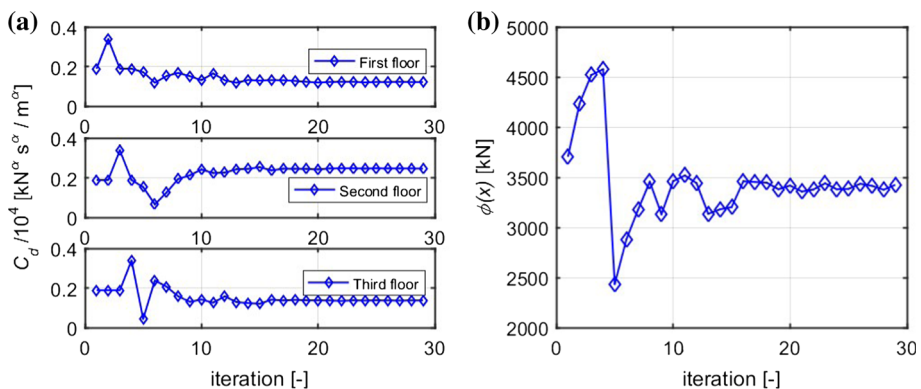 (a)
0.4
0.2
0
First floor
0 10 20 30
0.4
0.2
0
Second floor
0 10 20 30
0.4
0.2
0
Third floor
0 10 20 30
C_d /10^4 [kN^α s^α / m^α]
iteration [-]
(b)
5000
4500
4000
3500
3000
2500
2000
ϕ(x) [kN]
0 10 20 30
iteration [-]